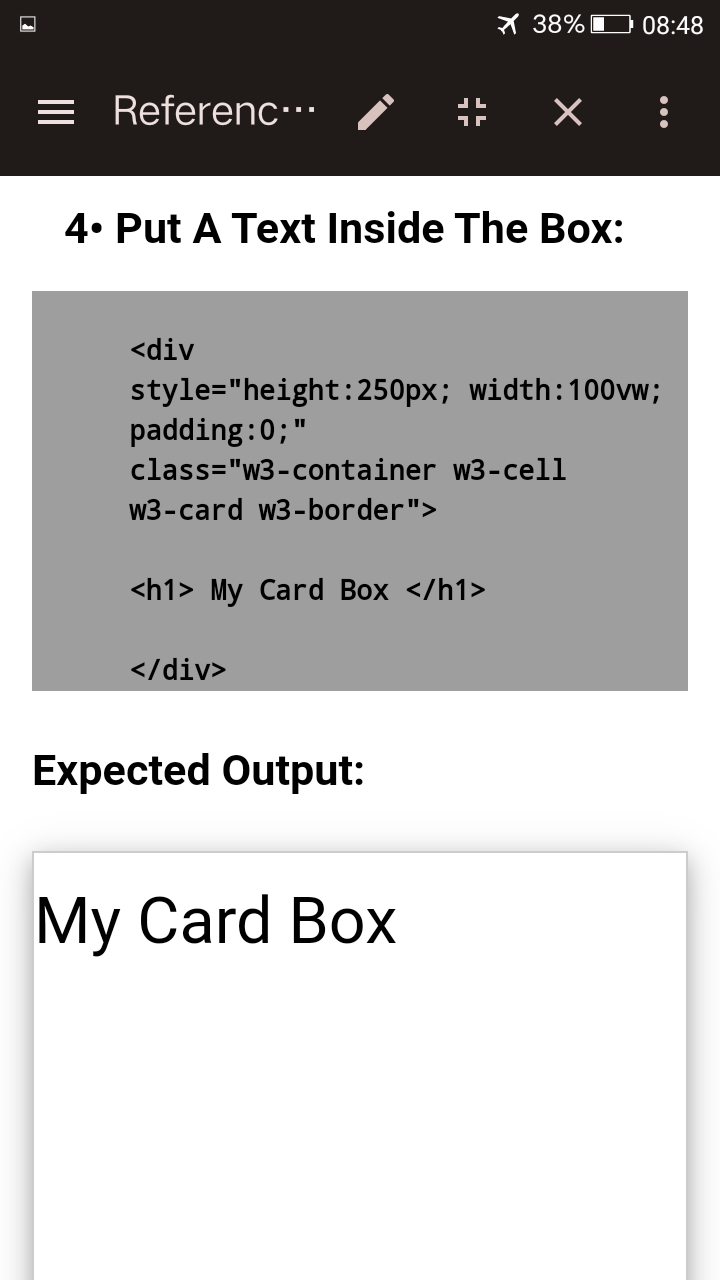 38% 08:48
Referenc...
4• Put A Text Inside The Box:
<div
style="height:250px; width:100vw;
padding:0;"
class="w3-container w3-cell
w3-card w3-border">
<h1> My Card Box </h1>
</div>
Expected Output:
My Card Box